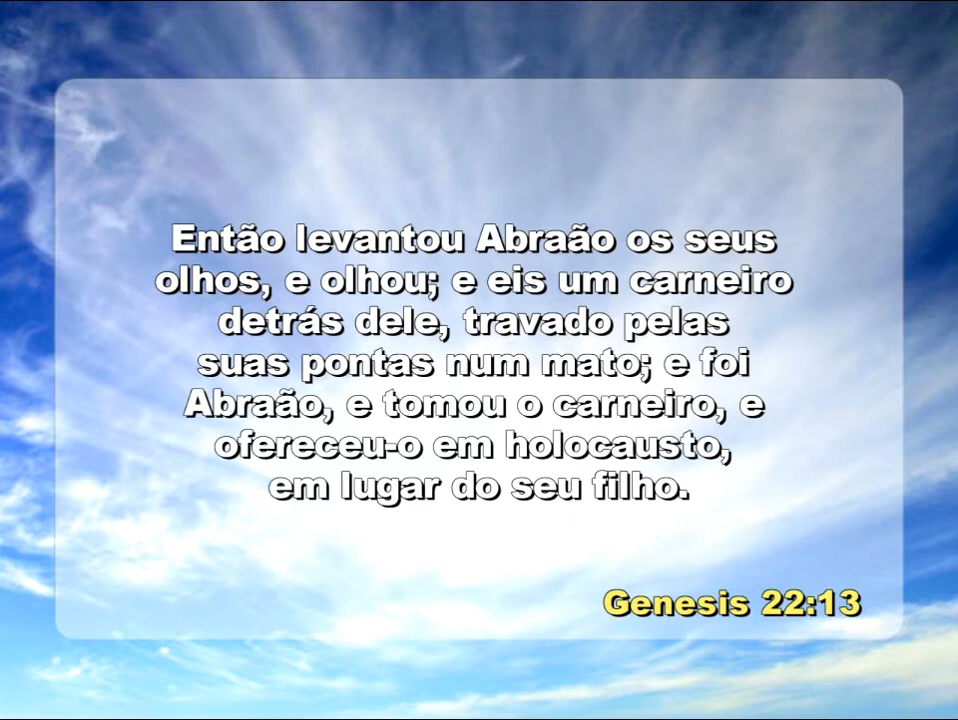 Então levantou Abraão os seus
olhos, e olhou; e eis um carneiro
detrás dele, travado pelas
suas pontas num mato; e foi
Abraão, e tomou o carneiro, e
ofereceu-o em holocausto,
em lugar do seu filho.
Genesis 22:13